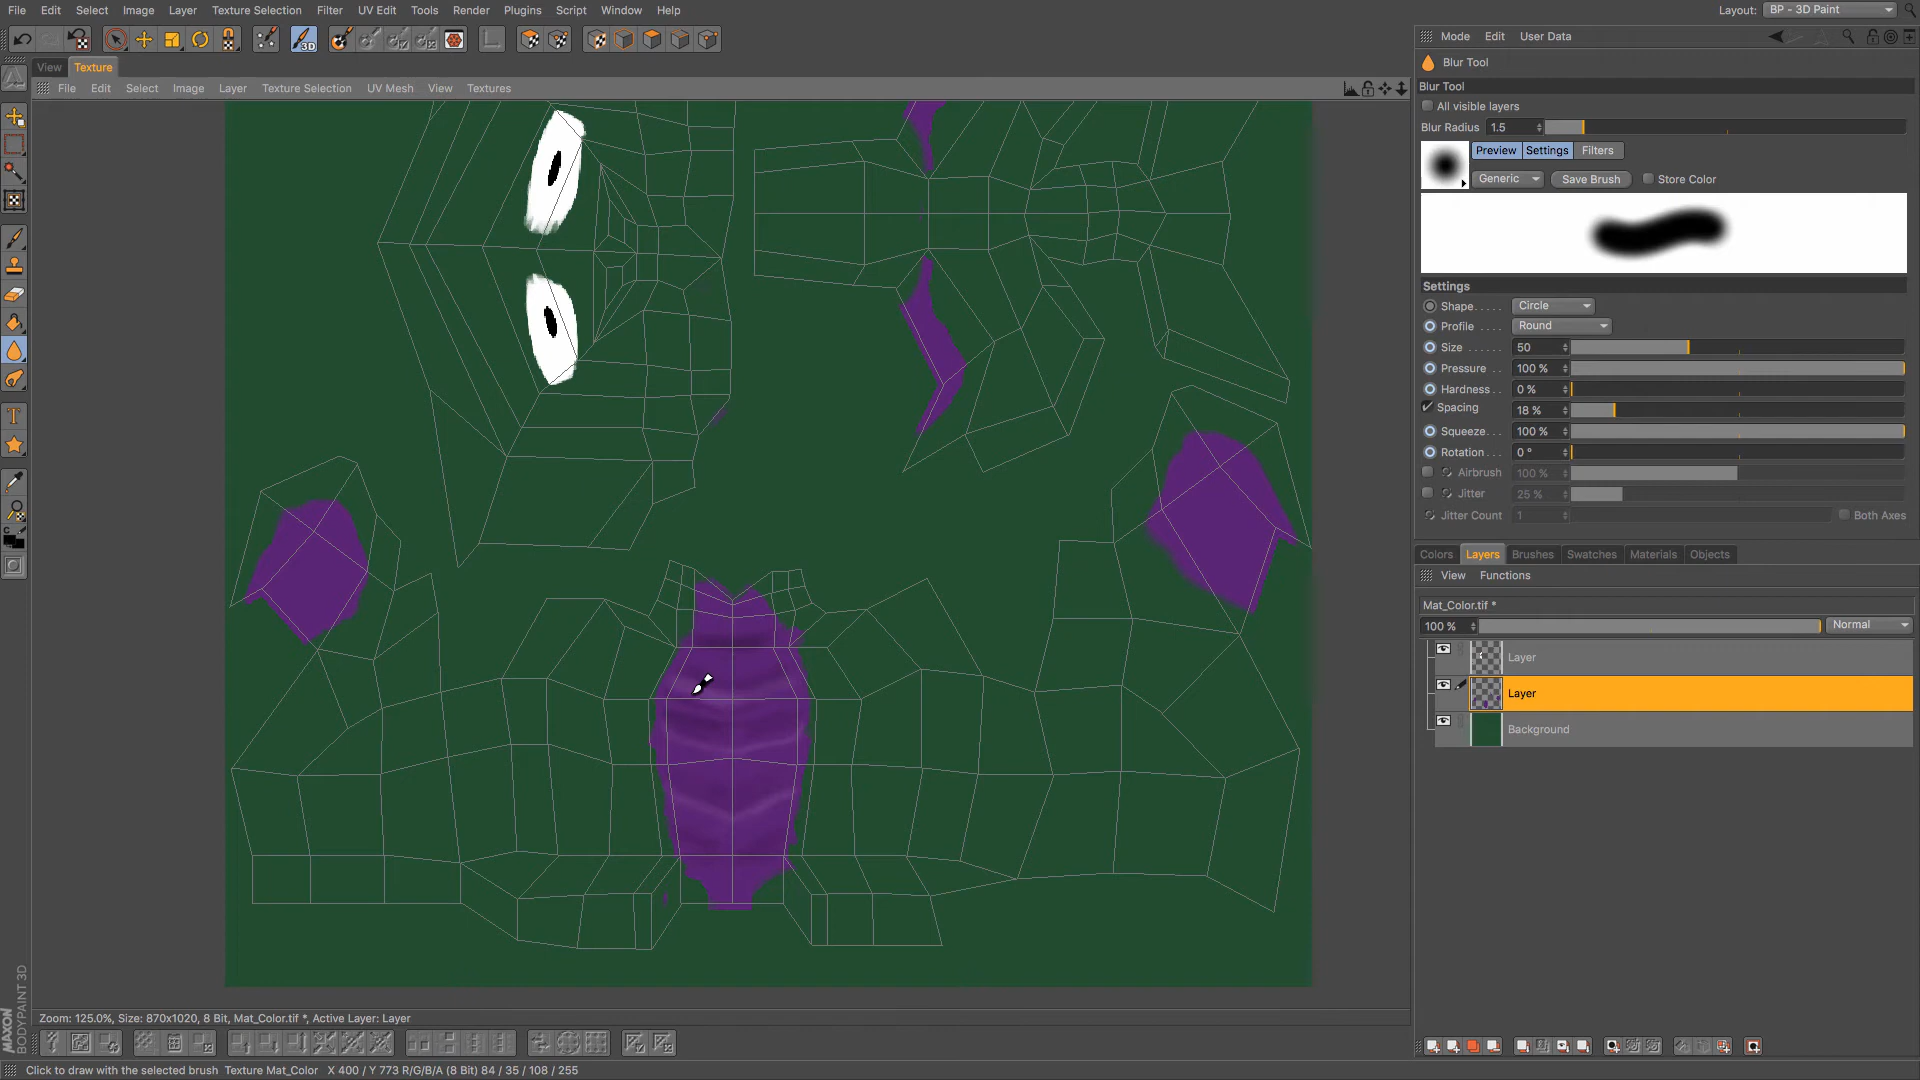 File Edit Select Image Layer Texture Selection Filter UV Edit Tools Render Plugins Script Window Help Layout: BP - 3D Paint
3D
Mode Edit User Data
View Texture
Blur Tool
File Edit Select Image Layer Texture Selection UV Mesh View Textures
Blur Tool
All visible layers
Blur Radius 1.5
Preview Settings Filters
Generic Save Brush Store Color
Settings
Shape..... Circle
Profile .... Round
Size ...... 50
Pressure.. 100 %
Hardness.. 0 %
Spacing 18 %
Squeeze... 100 %
Rotation.. 0 °
Airbrush 100 %
Jitter 25 %
Jitter Count 1 Both Axes
Colors Layers Brushes Swatches Materials Objects
View Functions
Mat_Color.tif *
100 % Normal
Layer
Layer
Background
MAXON
BODYPAINT 3D
Zoom: 125.0%, Size: 870x1020, 8 Bit, Mat_Color.tif *, Active Layer: Layer
Click to draw with the selected brush Texture Mat_Color X 400 / Y 773 R/G/B/A (8 Bit) 84 / 35 / 108 / 255